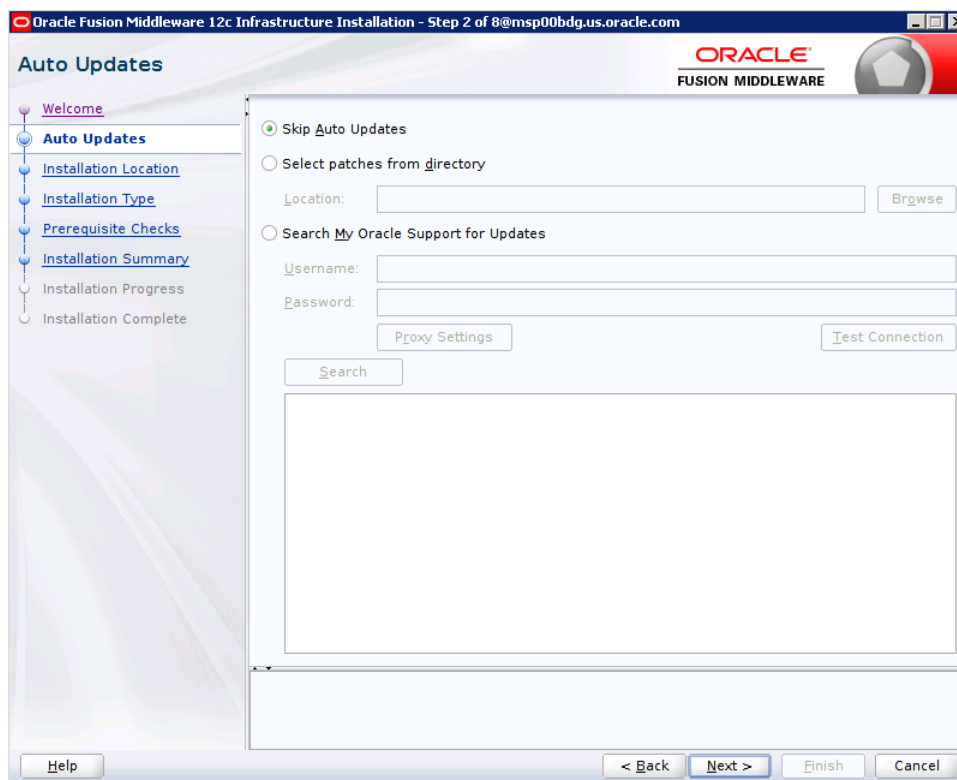 Oracle Fusion Middleware 12c Infrastructure Installation - Step 2 of 8@msp00bdg.us.oracle.com
Auto Updates
ORACLE
FUSION MIDDLEWARE
Welcome
Auto Updates
Installation Location
Installation Type
Prerequisite Checks
Installation Summary
Installation Progress
Installation Complete
Skip Auto Updates
Select patches from directory
Location:
Browse
Search My Oracle Support for Updates
Username:
Password:
Proxy Settings
Test Connection
Search
Help
< Back
Next >
Finish
Cancel